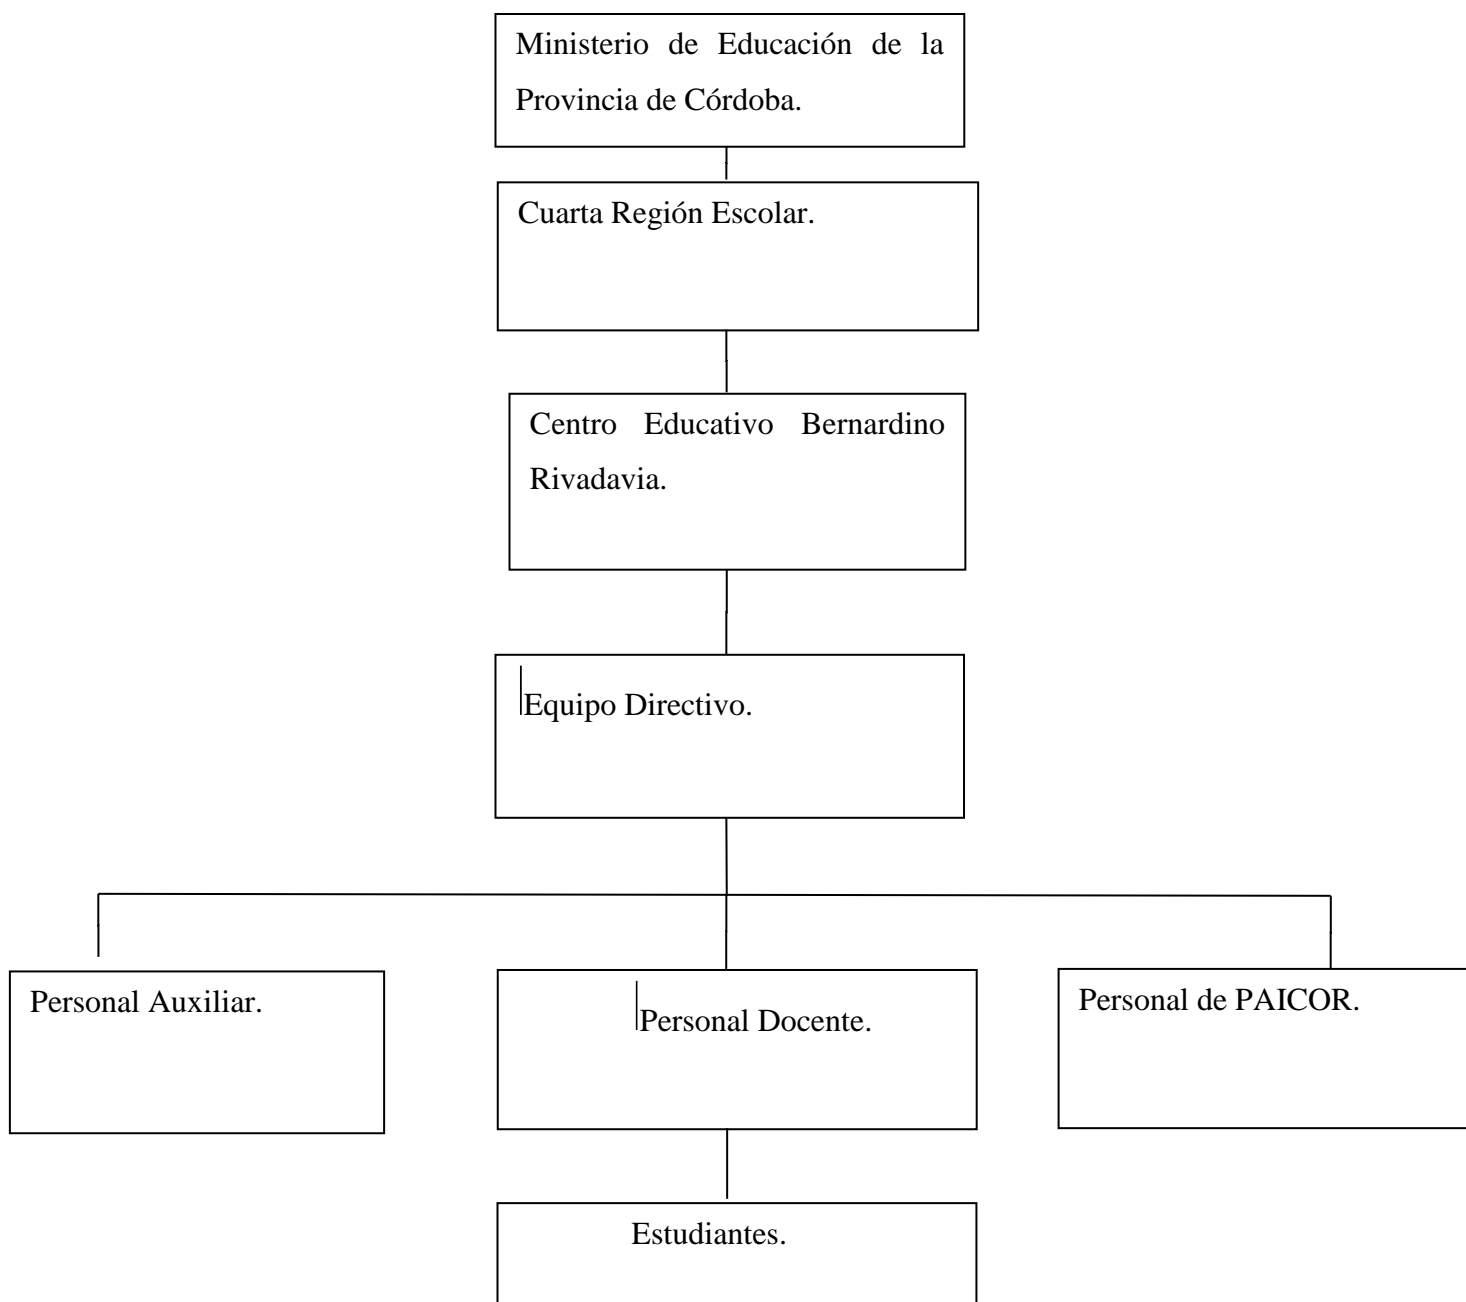 Ministerio de Educación de la
Provincia de Córdoba.
Cuarta Región Escolar.
Centro Educativo Bernardino
Rivadavia.
Equipo Directivo.
Personal Auxiliar.
Personal Docente.
Personal de PAICOR.
Estudiantes.